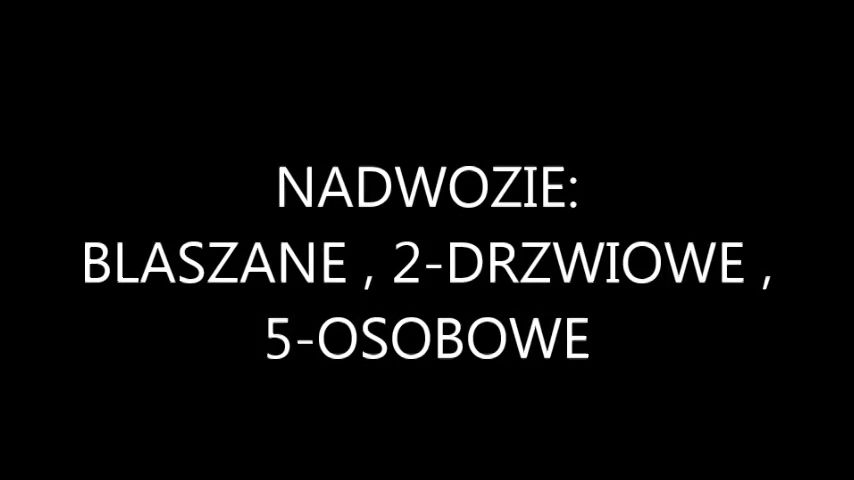 NADWOZIE:
BLASZANE , 2-DRZWIOWE ,
5-OSOBOWE